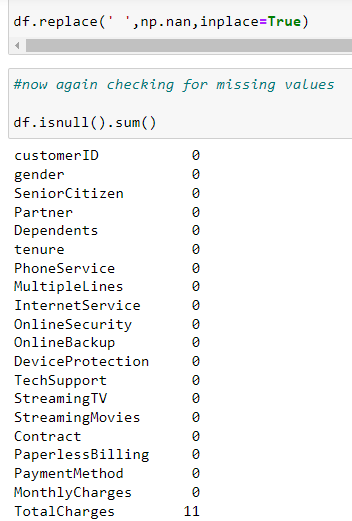 df.replace(' ',np.nan,inplace=True)
#now again checking for missing values
df.isnull().sum()
customerID 0
gender 0
SeniorCitizen 0
Partner 0
Dependents 0
tenure 0
PhoneService 0
MultipleLines 0
InternetService 0
OnlineSecurity 0
OnlineBackup 0
DeviceProtection 0
TechSupport 0
StreamingTV 0
StreamingMovies 0
Contract 0
PaperlessBilling 0
PaymentMethod 0
MonthlyCharges 0
TotalCharges 11